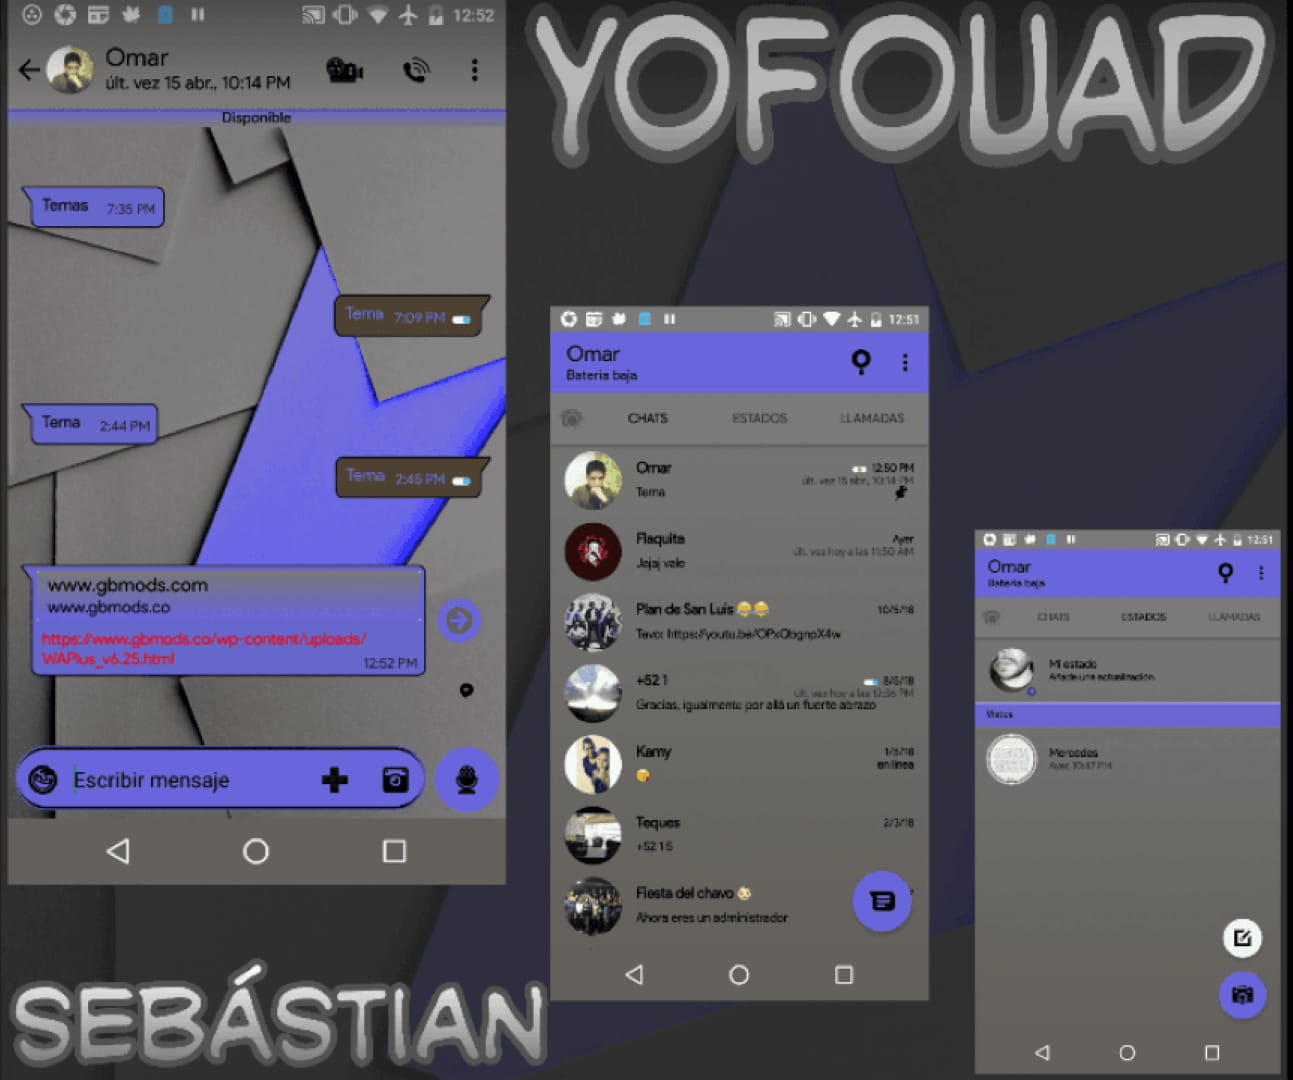 YOFOUAD
12:52
Omar
últ. vez 15 abr., 10:14 PM
Disponible
Temas 7:35 PM
Tema 7:09 PM
Tema 2:44 PM
Tema 2:45 PM
www.gbmods.com
www.gbmods.co
https://www.gbmods.co/wp-content/uploads/
WAPlus_v6.25.html
12:52 PM
Escribir mensaje
12:51
Omar
Bateria baja
CHATS ESTADOS LLAMADAS
Omar 12:50 PM
últ. vez 15 abr., 10:14 PM
Tema
Flaquita Ayer
últ. vez hoy a las 11:50 AM
Jajaj vale
Plan de San Luis 😂😂 10/5/18
Tavo: https://youtu.be/OPxQbgnpX4w
+52 1 8/5/18
últ. vez hoy a las 12:36 PM
Gracias, igualmente por allá un fuerte abrazo
Kamy 1/5/18
en línea
😘
Teques 2/3/18
+52 1 5
Fiesta del chavo 👶🏻
Ahora eres un administrador
12:51
Omar
Bateria baja
CHATS ESTADOS LLAMADAS
Mi estado
Añade una actualización
Vistos
Mercedes
Ayer, 10:47 PM
SEBÁSTIAN